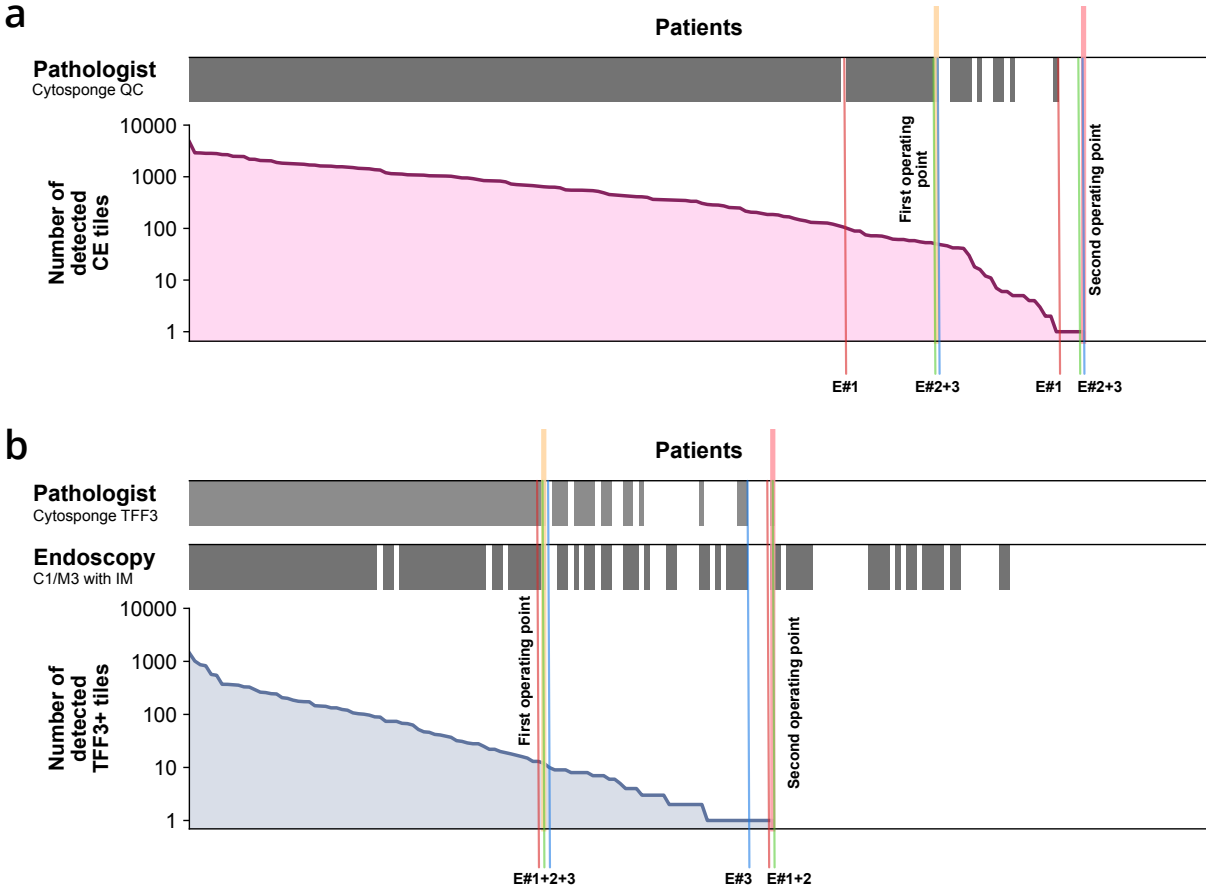 a
Patients
Pathologist
Cytosponge QC
Number of
detected
CE tiles
10000
1000
100
10
1
First operating
point
Second operating point
E#1
E#2+3
E#1
E#2+3
b
Patients
Pathologist
Cytosponge TFF3
Endoscopy
C1/M3 with IM
Number of
detected
TFF3+ tiles
10000
1000
100
10
1
First operating point
Second operating point
E#1+2+3
E#3
E#1+2